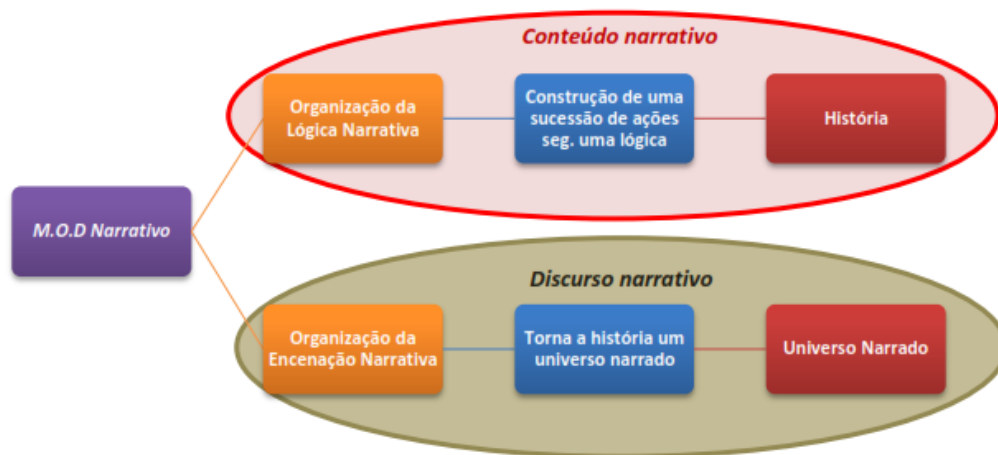 Conteúdo narrativo
Organização da
Lógica Narrativa
Construção de uma
sucessão de ações
seg. uma lógica
História
M.O.D Narrativo
Discurso narrativo
Organização da
Encenação Narrativa
Torna a história um
universo narrado
Universo Narrado